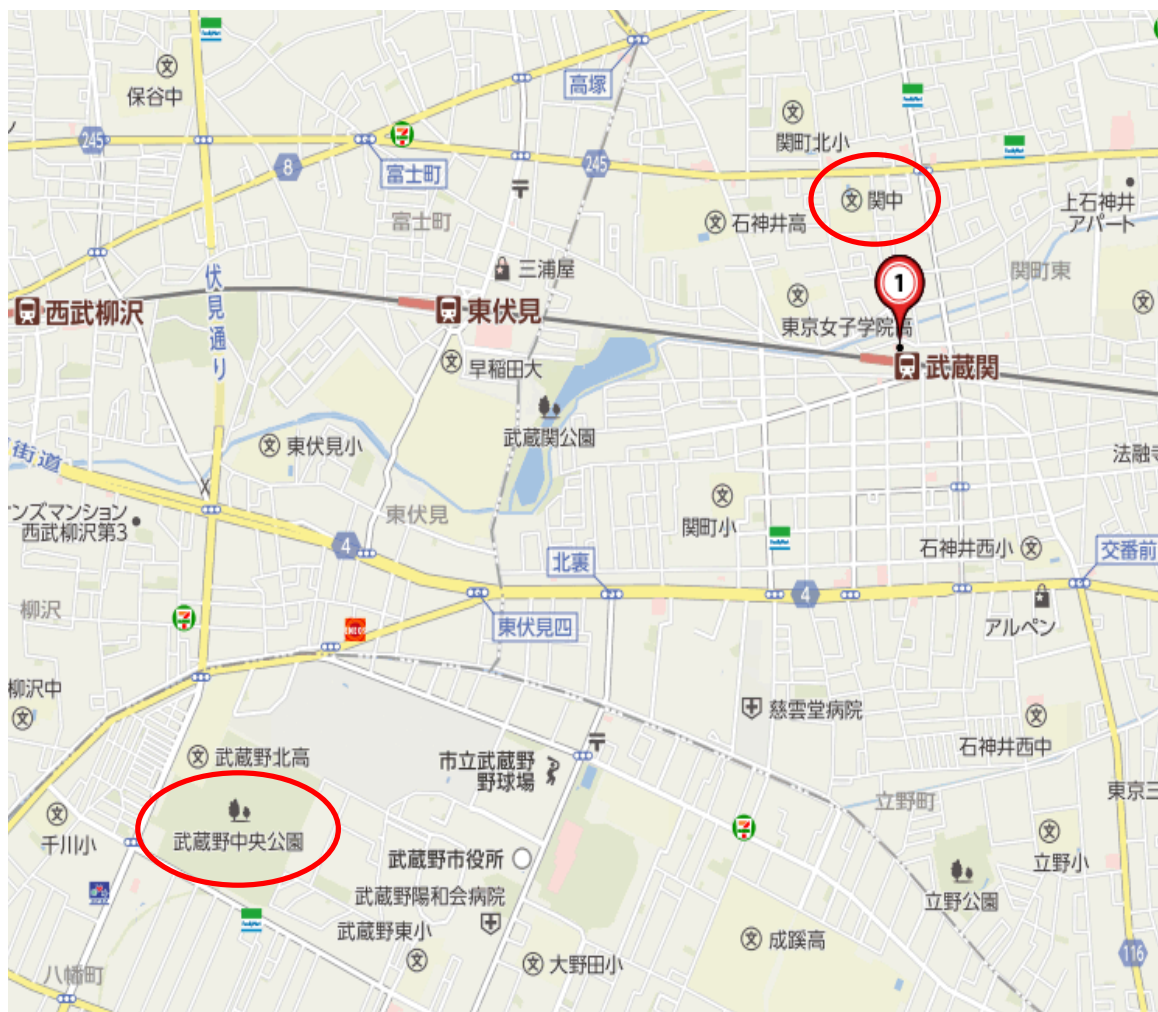 高塚
保谷中
関町北小
245
8
富士町
245
関中
上石神井
アパート
石神井高
富士町
三浦屋
関町東
伏見通り
1
西武柳沢
東伏見
東京女子学院高
早稲田大
武蔵関
武蔵関公園
東伏見小
街道
法融寺
ンズマンション
西武柳沢第3
東伏見
関町小
4
北裏
石神井西小
交番前
4
柳沢
東伏見四
アルペン
ENEOS
柳沢中
慈雲堂病院
武蔵野北高
市立武蔵野
野球場
石神井西中
東京三
立野町
武蔵野中央公園
千川小
武蔵野市役所
立野小
武蔵野陽和会病院
立野公園
武蔵野東小
成蹊高
大野田小
116
八幡町
FamilyMart
FamilyMart
FamilyMart
FamilyMart
FamilyMart